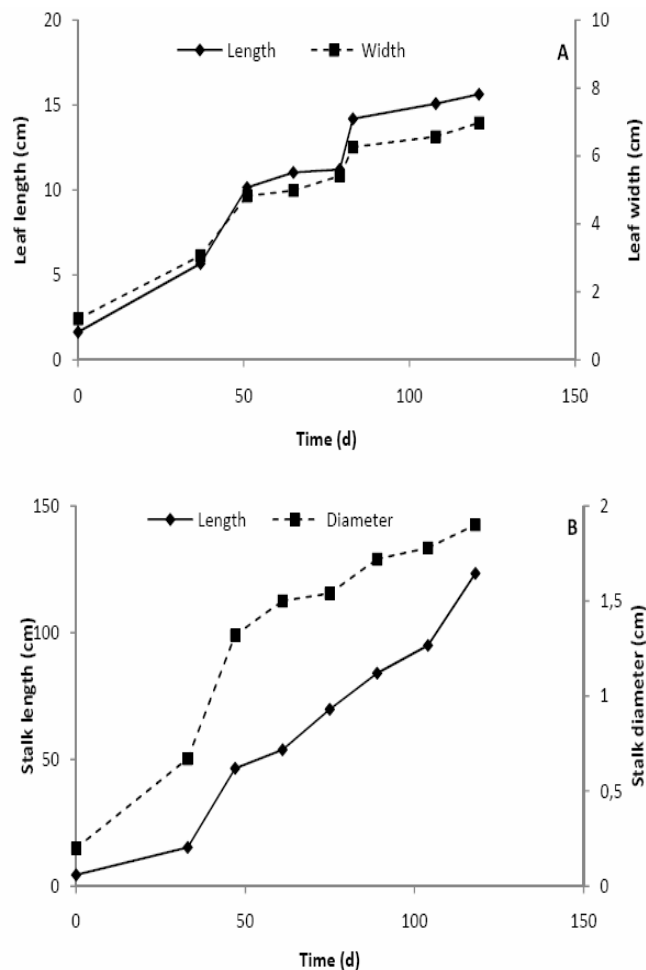 20
15
10
5
0
Leaf length (cm)
Length
Width
A
10
8
6
4
2
0
Leaf width (cm)
0
50
100
150
Time (d)
150
100
50
0
Stalk length (cm)
Length
Diameter
B
2
1,5
1
0,5
0
Stalk diameter (cm)
0
50
100
150
Time (d)